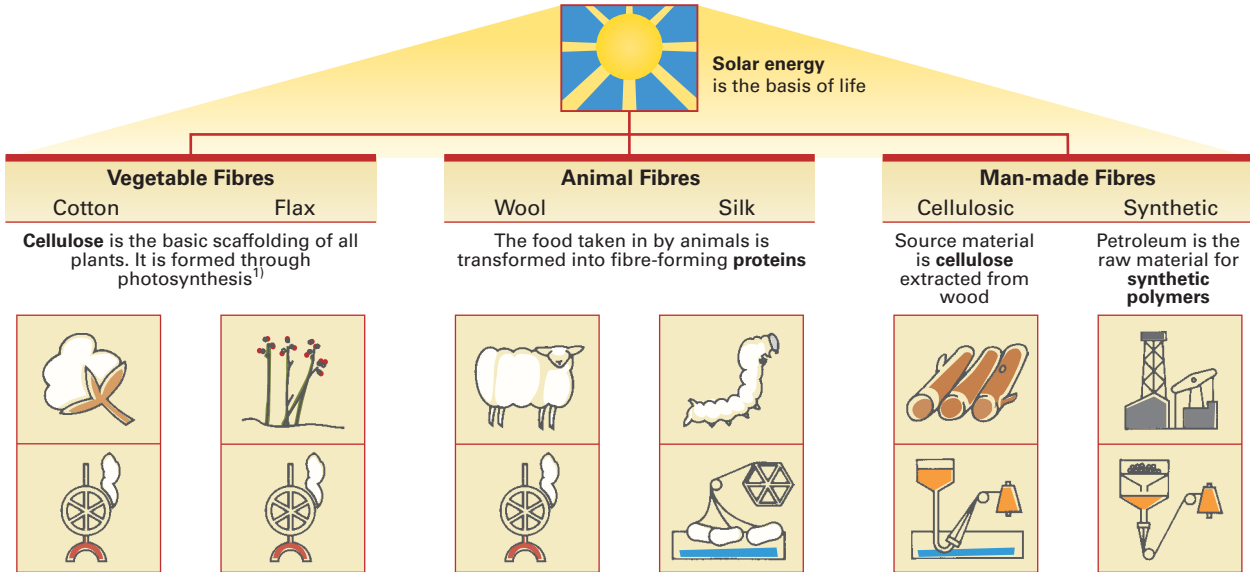 Solar energy
is the basis of life
Vegetable Fibres
Cotton Flax
Cellulose is the basic scaffolding of all
plants. It is formed through
photosynthesis1)
Animal Fibres
Wool Silk
The food taken in by animals is
transformed into fibre-forming proteins
Man-made Fibres
Cellulosic Synthetic
Source material
is cellulose
extracted from
wood
Petroleum is the
raw material for
synthetic
polymers